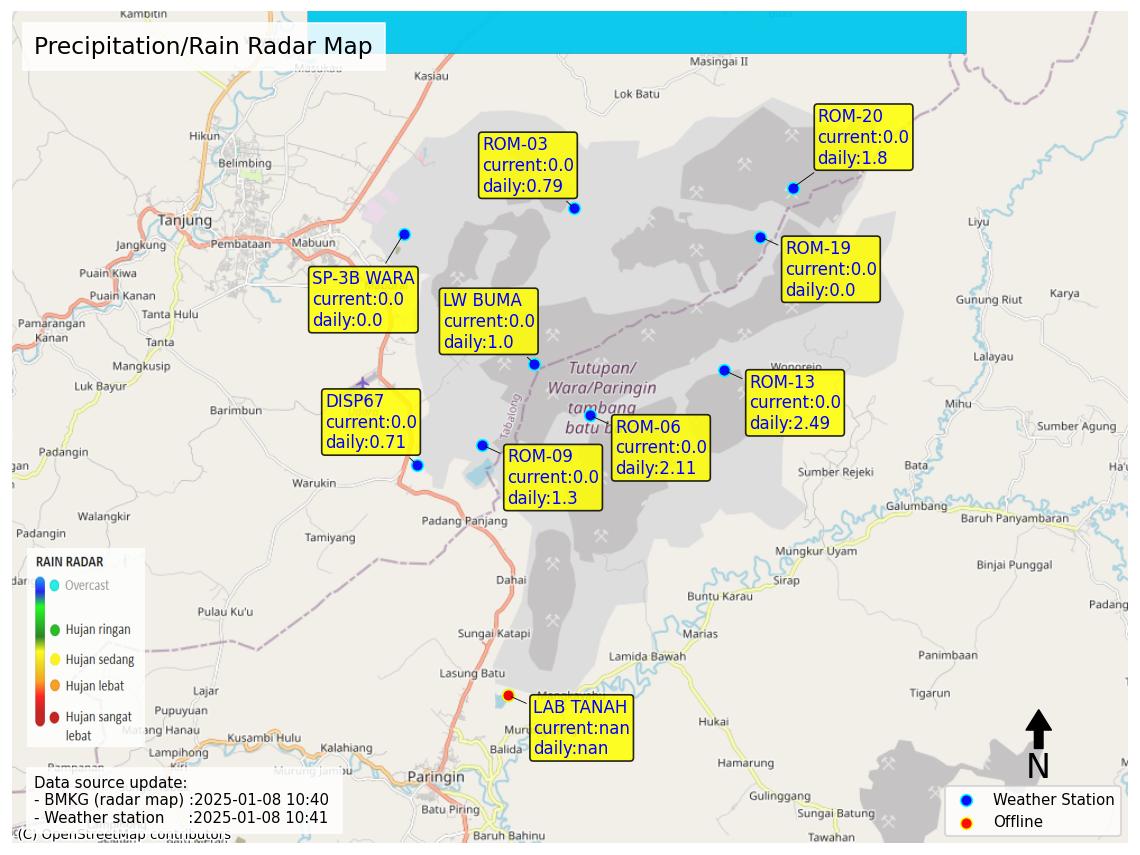 Kambitin
Precipitation/Rain Radar Map
Masukau
Kasiau
Masingai II
Lok Batu
Hikun
Belimbing
ROM-03
current:0.0
daily:0.79
ROM-20
current:0.0
daily:1.8
Tanjung
Jangkung
Pembataan
Mabuun
Liyu
Puain Kiwa
Puain Kanan
Tanta Hulu
SP-3B WARA
current:0.0
daily:0.0
LW BUMA
current:0.0
daily:1.0
ROM-19
current:0.0
daily:0.0
Gunung Riut
Karya
Pamarangan
Kanan
Tanta
Mangkusip
Luk Bayur
Barimbun
Lalayau
Mihu
Tutupan/
Wara/Paringin
tambang
batu b
Wonorejo
Tabalong
ROM-13
current:0.0
daily:2.49
DISP67
current:0.0
daily:0.71
ROM-06
current:0.0
daily:2.11
ROM-09
current:0.0
daily:1.3
Sumber Agung
Sumber Rejeki
Bata
Ha'u
gan
Padangin
Warukin
Walangkir
Padangin
Tamiyang
Padang Panjang
Galumbang
Baruh Panyambaran
Mungkur Uyam
Binjai Punggal
Sirap
Buntu Karau
Padang
Dahai
Pulau Ku'u
Sungai Katapi
Marias
Lamida Bawah
Panimbaan
Lasung Batu
Tigarun
Lajar
Pupuyuan
Matang Hanau
Lampihong
Kusambi Hulu
Kalahiang
Murung Jambu
Hukai
Hamarung
Balida
Paringin
Batu Piring
Baruh Bahinu
Gulinggang
Sungai Batung
Tawahan
LAB TANAH
current:nan
daily:nan
RAIN RADAR
Overcast
Hujan ringan
Hujan sedang
Hujan lebat
Hujan sangat
lebat
Data source update:
- BMKG (radar map) :2025-01-08 10:40
- Weather station :2025-01-08 10:41
(C) OpenStreetMap contributors
N
Weather Station
Offline